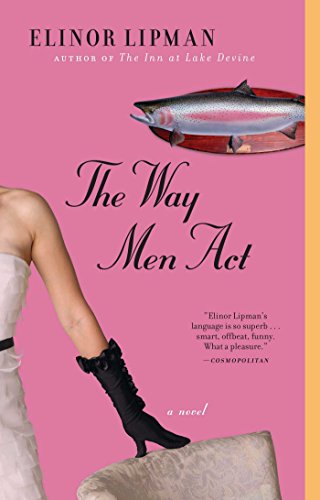 ELINOR LIPMAN
AUTHOR OF The Inn at Lake Devine
The Way
Men Act
"Elinor Lipman's
language is so superb . . .
smart, offbeat, funny.
What a pleasure."
—COSMOPOLITAN
a novel